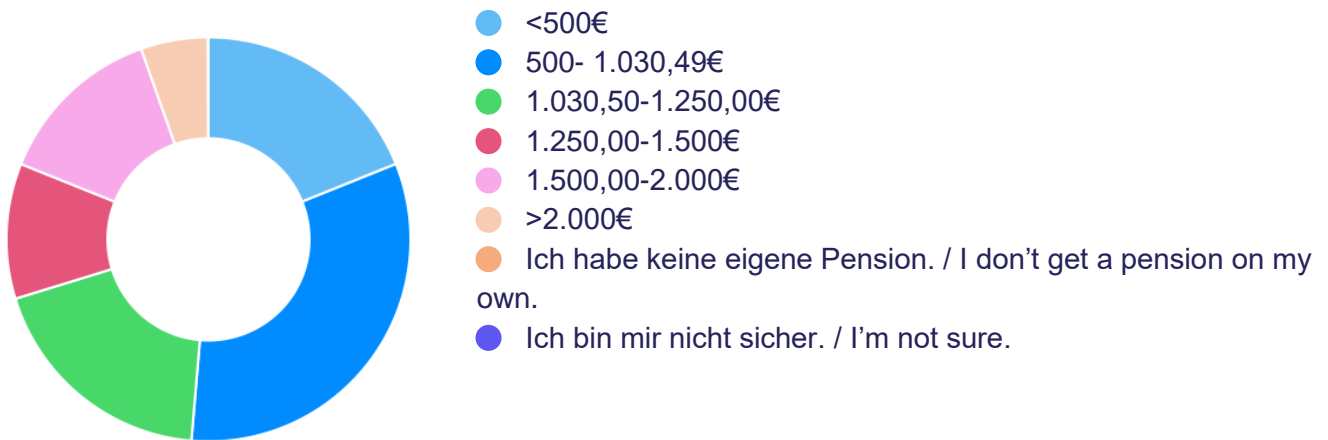 <500€
500- 1.030,49€
1.030,50-1.250,00€
1.250,00-1.500€
1.500,00-2.000€
>2.000€
Ich habe keine eigene Pension. / I don’t get a pension on my
own.
Ich bin mir nicht sicher. / I’m not sure.